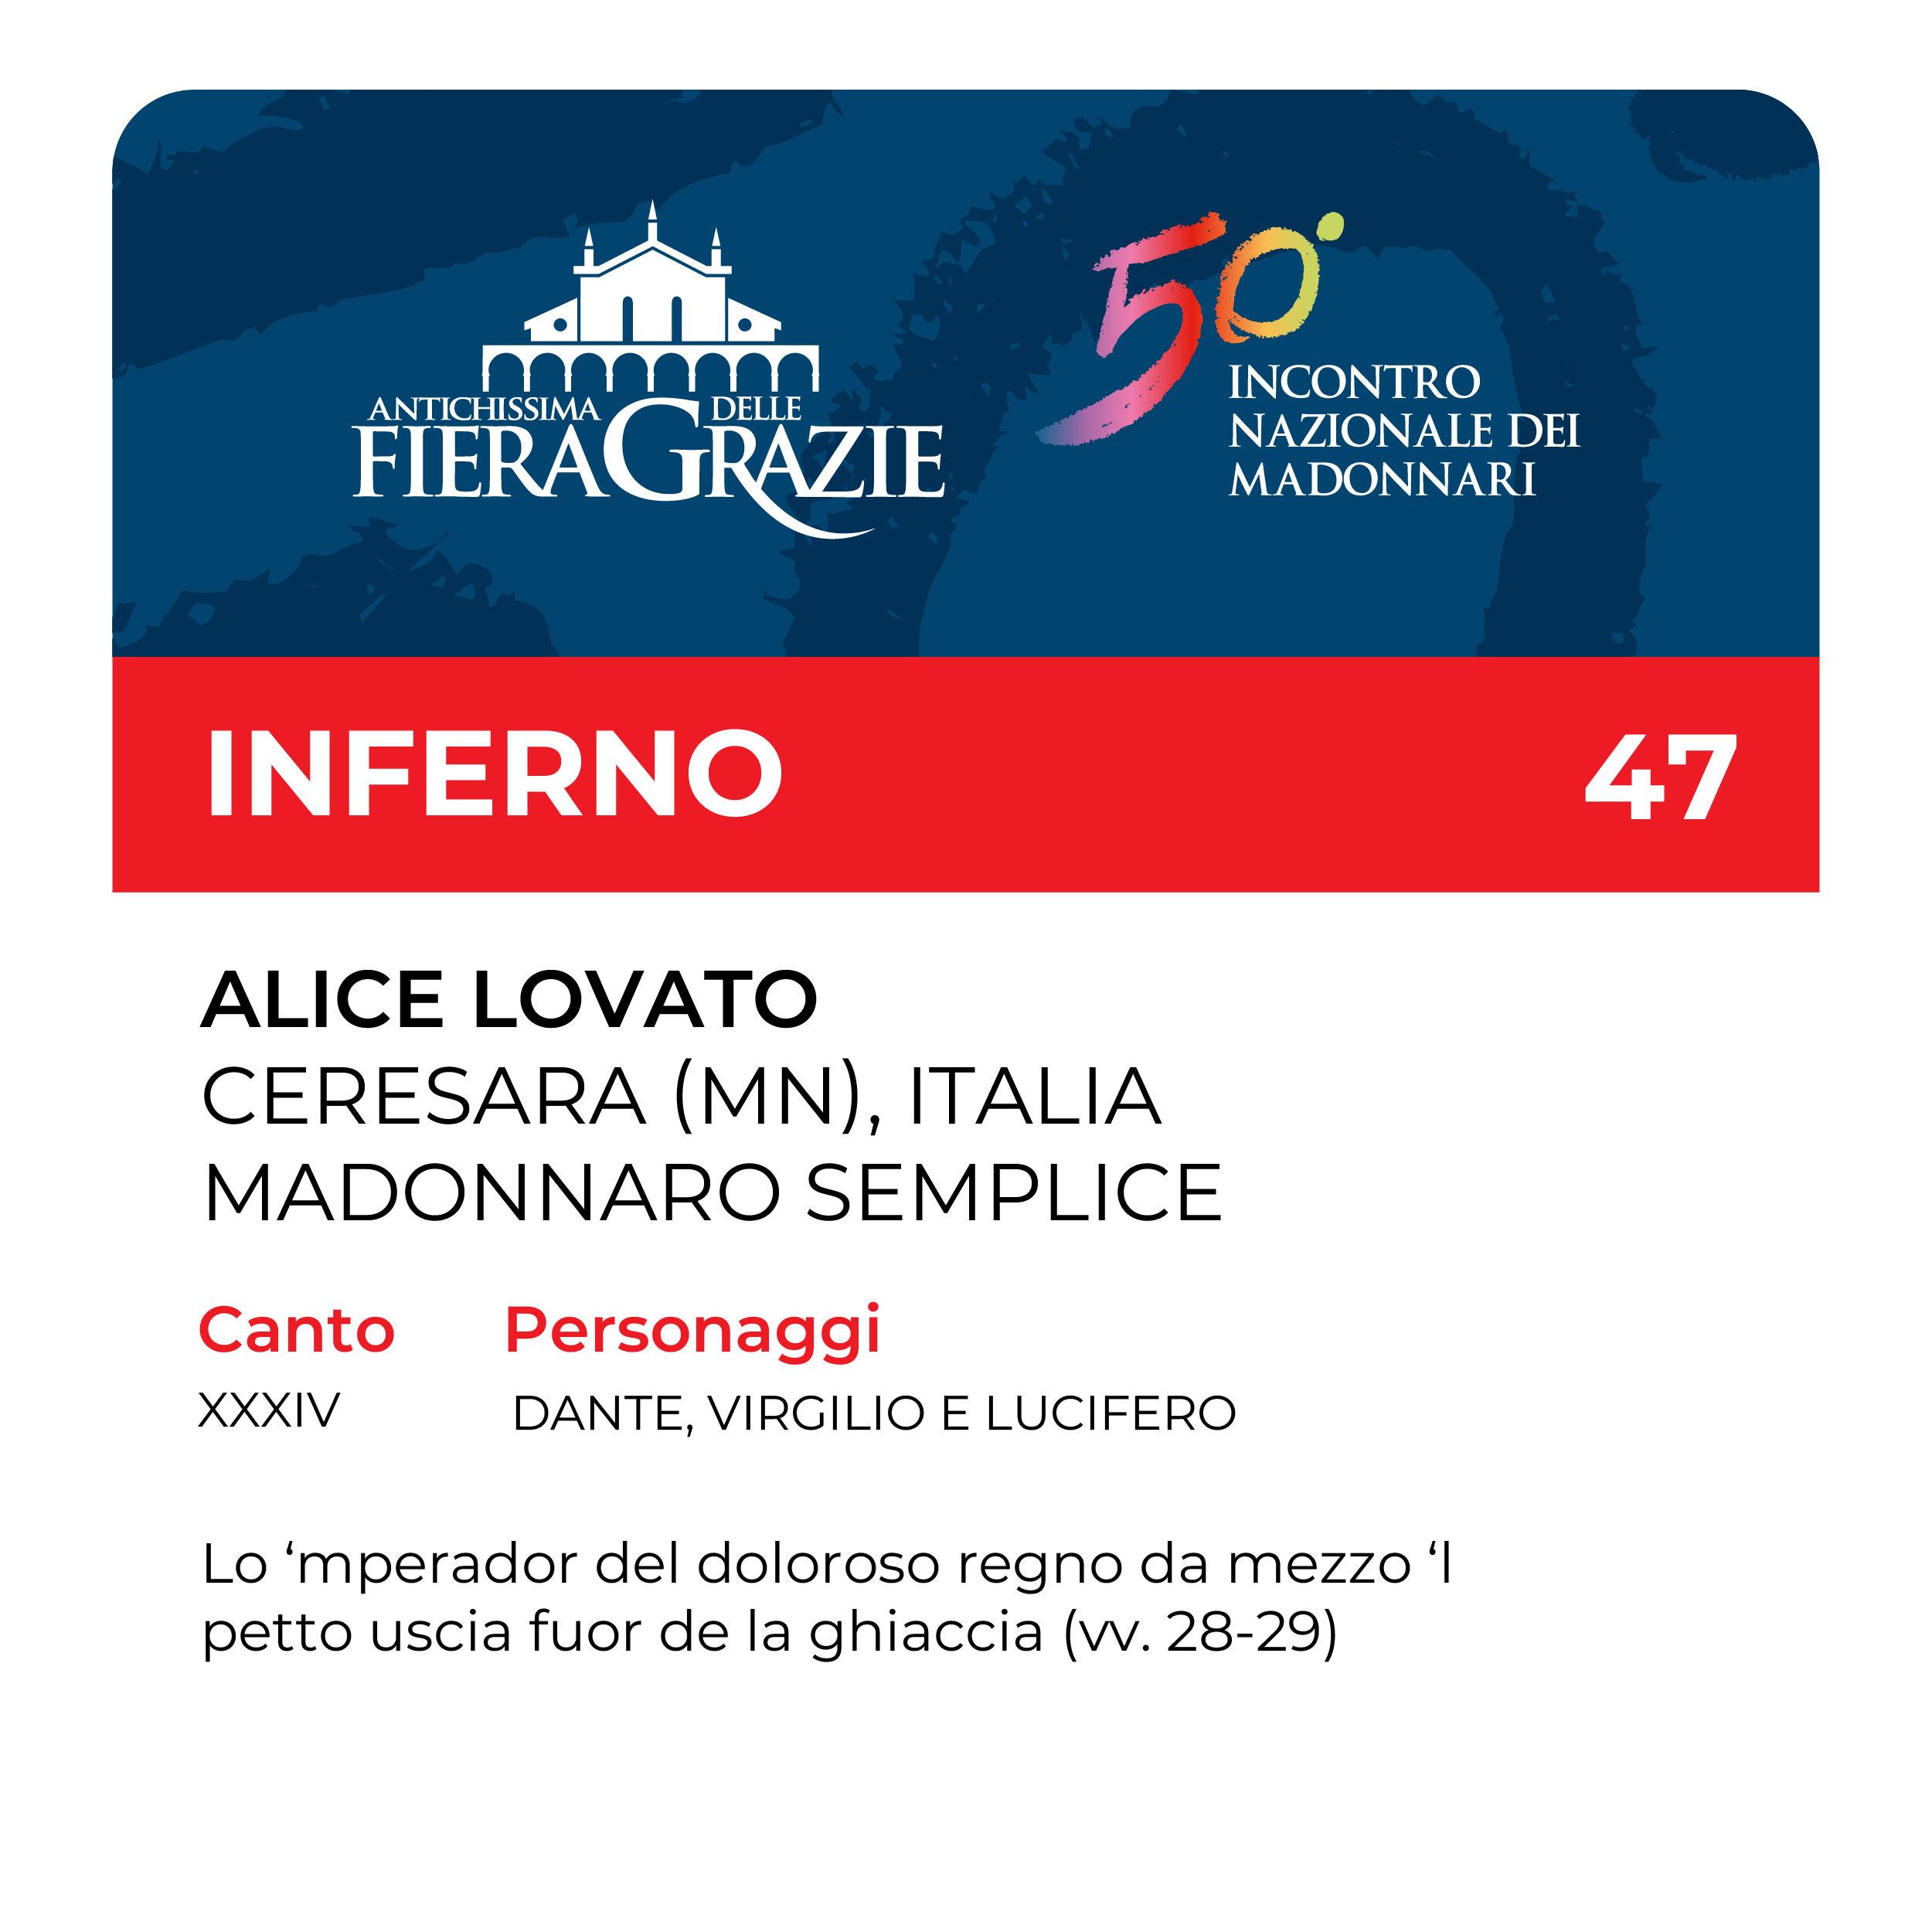 ANTICHISSIMA DELLE
FIERAGRAZIE
50°
INCONTRO
NAZIONALE DEI
MADONNARI
INFERNO 47
ALICE LOVATO
CERESARA (MN), ITALIA
MADONNARO SEMPLICE
Canto Personaggi
XXXIV DANTE, VIRGILIO E LUCIFERO
Lo ‘mperador del doloroso regno da mezzo ‘l
petto uscia fuor de la ghiaccia (vv. 28-29)